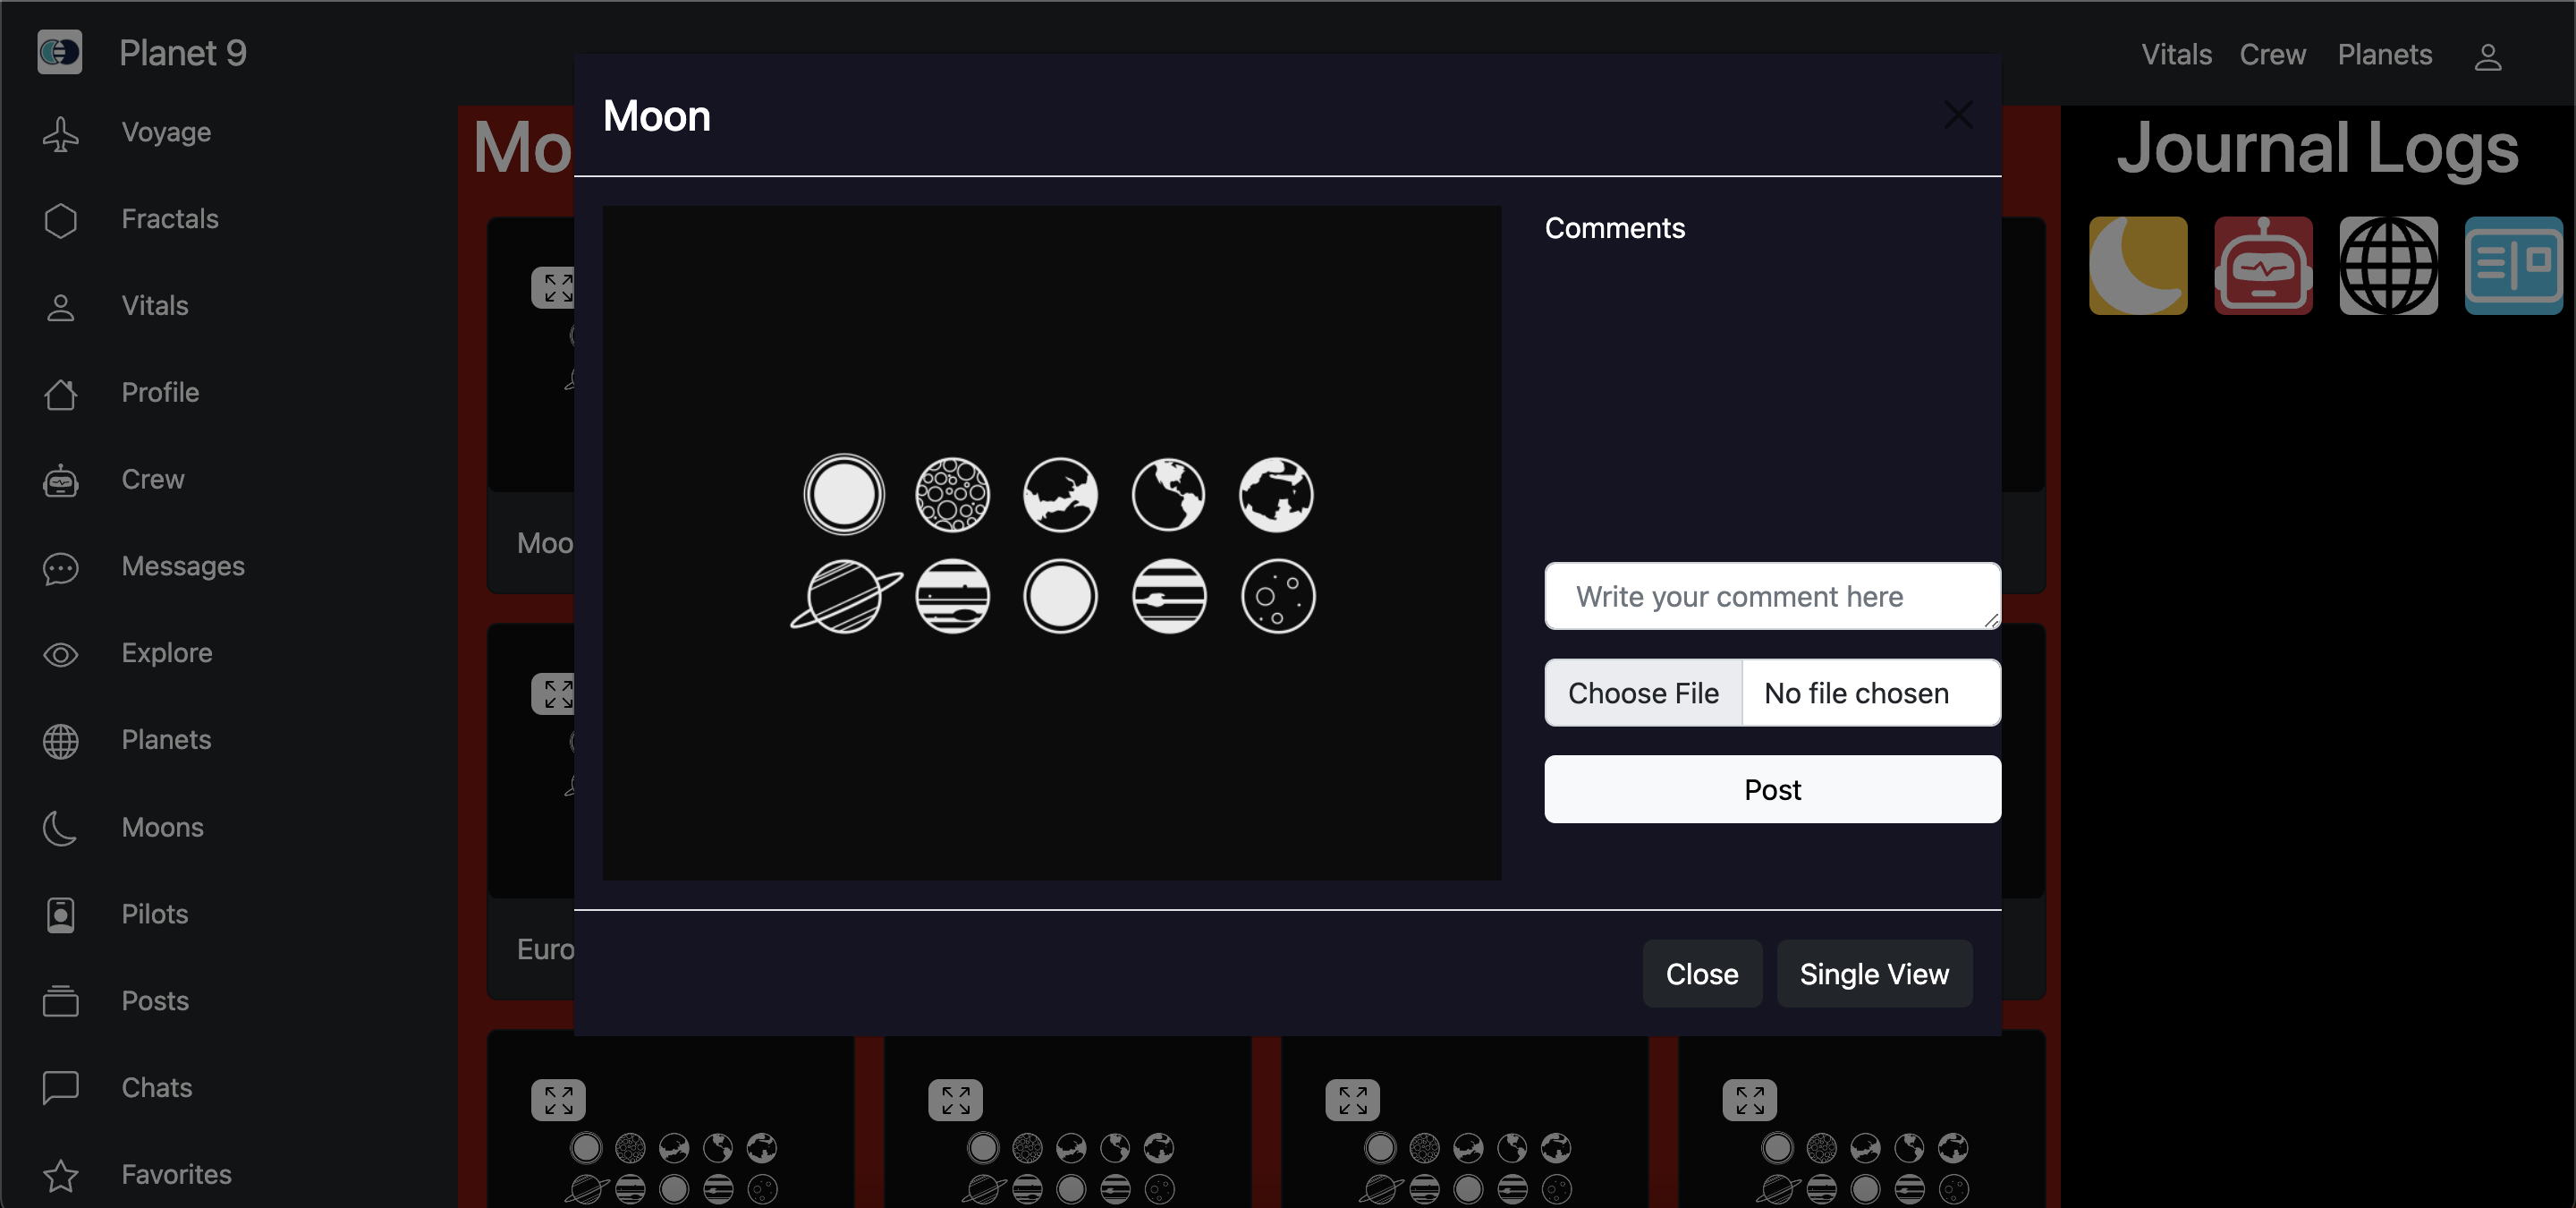 Planet 9
Vitals Crew Planets
Voyage
Fractals
Vitals
Profile
Crew
Messages
Explore
Planets
Moons
Pilots
Posts
Chats
Favorites
Mo
Moo
Euro
Moon
Comments
Write your comment here
Choose File No file chosen
Post
Close Single View
Journal Logs